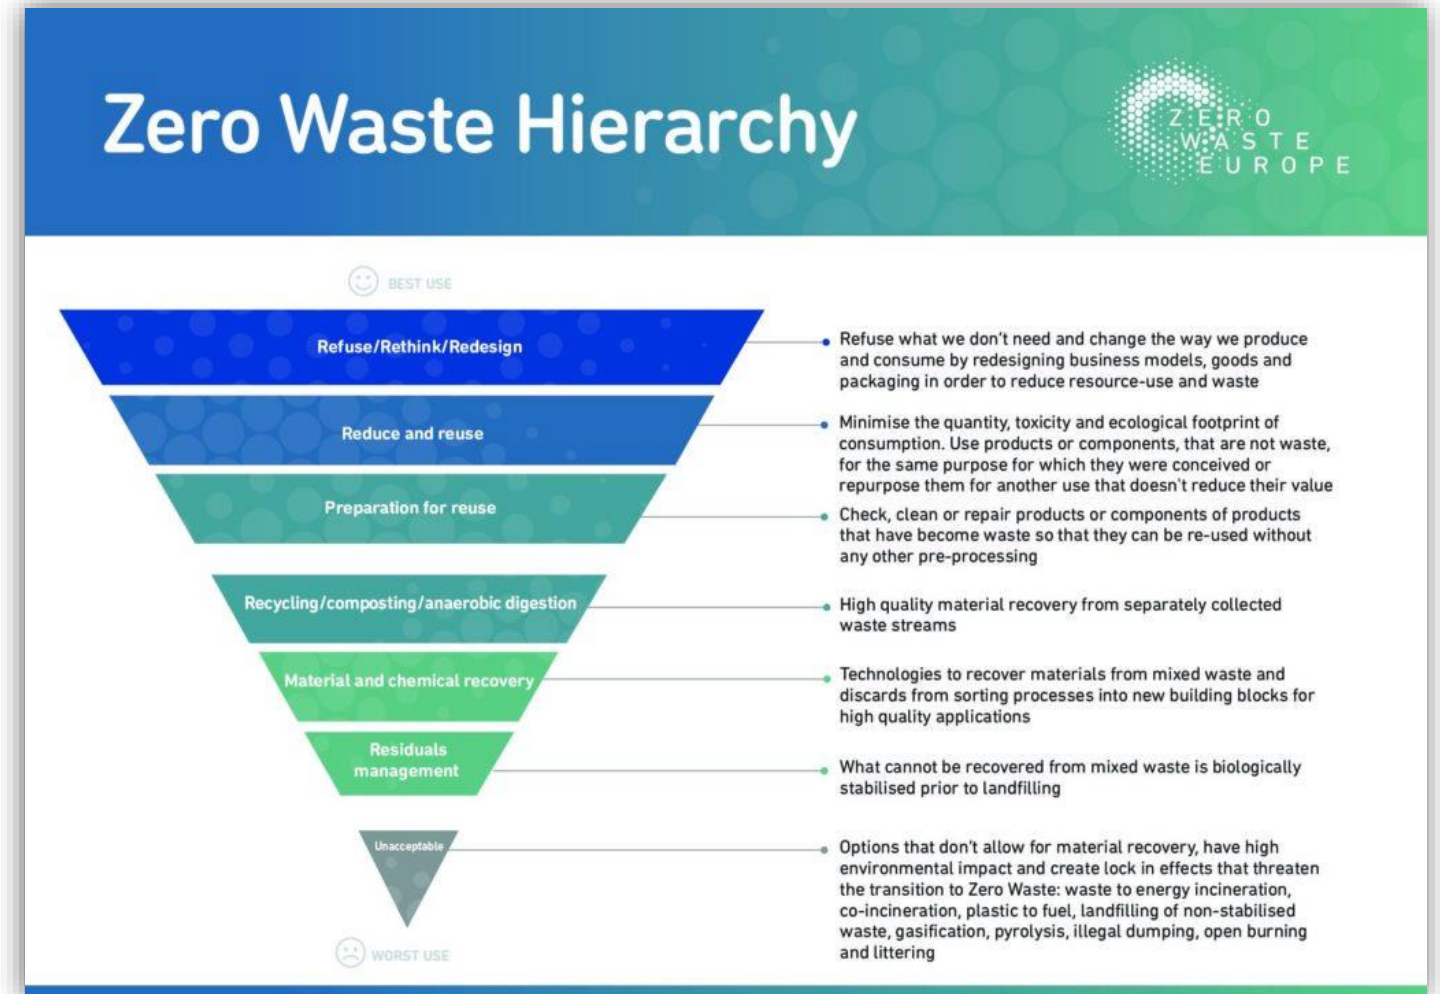 Zero Waste Hierarchy
ZERO
WASTE
EUROPE
BEST USE
Refuse/Rethink/Redesign
Refuse what we don't need and change the way we produce
and consume by redesigning business models, goods and
packaging in order to reduce resource-use and waste
Reduce and reuse
Minimise the quantity, toxicity and ecological footprint of
consumption. Use products or components, that are not waste,
for the same purpose for which they were conceived or
repurpose them for another use that doesn't reduce their value
Preparation for reuse
Check, clean or repair products or components of products
that have become waste so that they can be re-used without
any other pre-processing
Recycling/composting/anaerobic digestion
High quality material recovery from separately collected
waste streams
Material and chemical recovery
Technologies to recover materials from mixed waste and
discards from sorting processes into new building blocks for
high quality applications
Residuals
management
What cannot be recovered from mixed waste is biologically
stabilised prior to landfilling
Unacceptable
Options that don't allow for material recovery, have high
environmental impact and create lock in effects that threaten
the transition to Zero Waste: waste to energy incineration,
co-incineration, plastic to fuel, landfilling of non-stabilised
waste, gasification, pyrolysis, illegal dumping, open burning
and littering
WORST USE